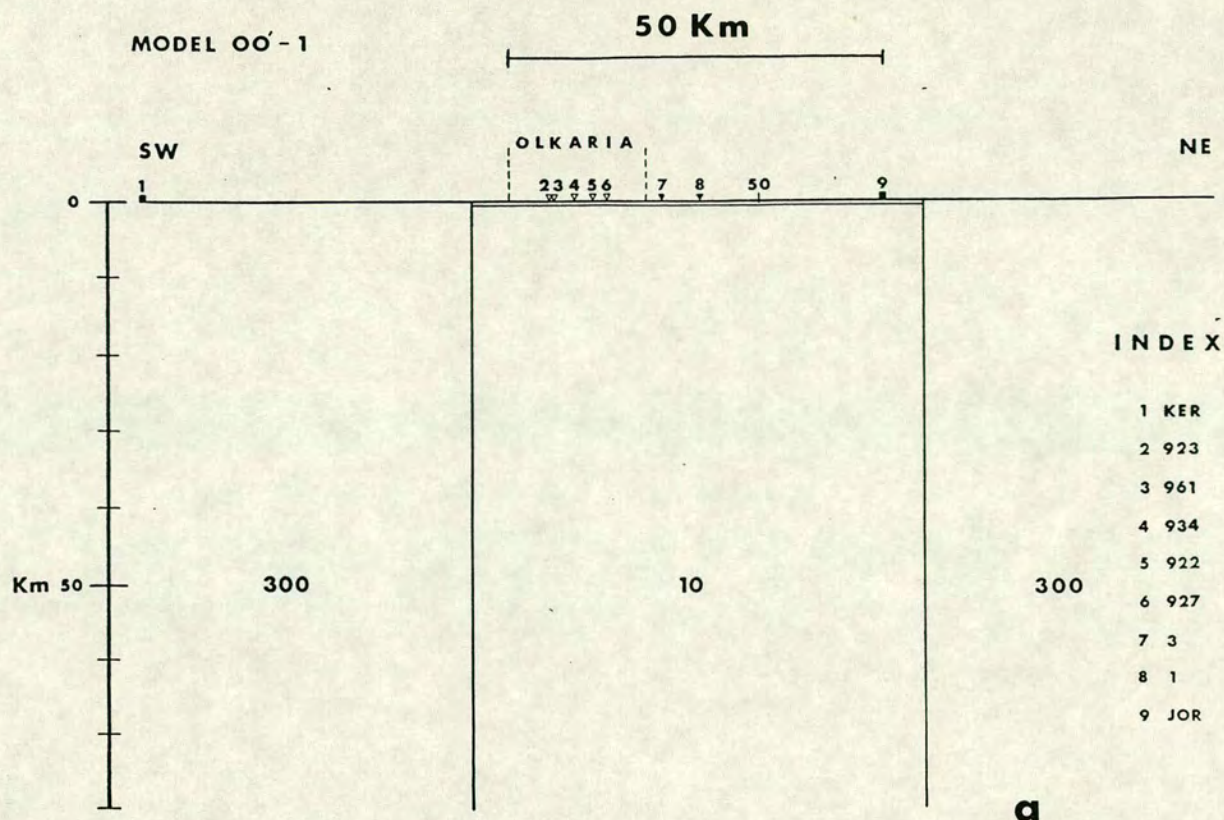 50 Km
MODEL OO'-1
OLKARIA
SW
NE
1 2 3 4 5 6 7 8 50 9
0
INDEX
1 KER
2 923
3 961
4 934
5 922
Km 50 300 10 300
6 927
7 3
8 1
9 JOR
a